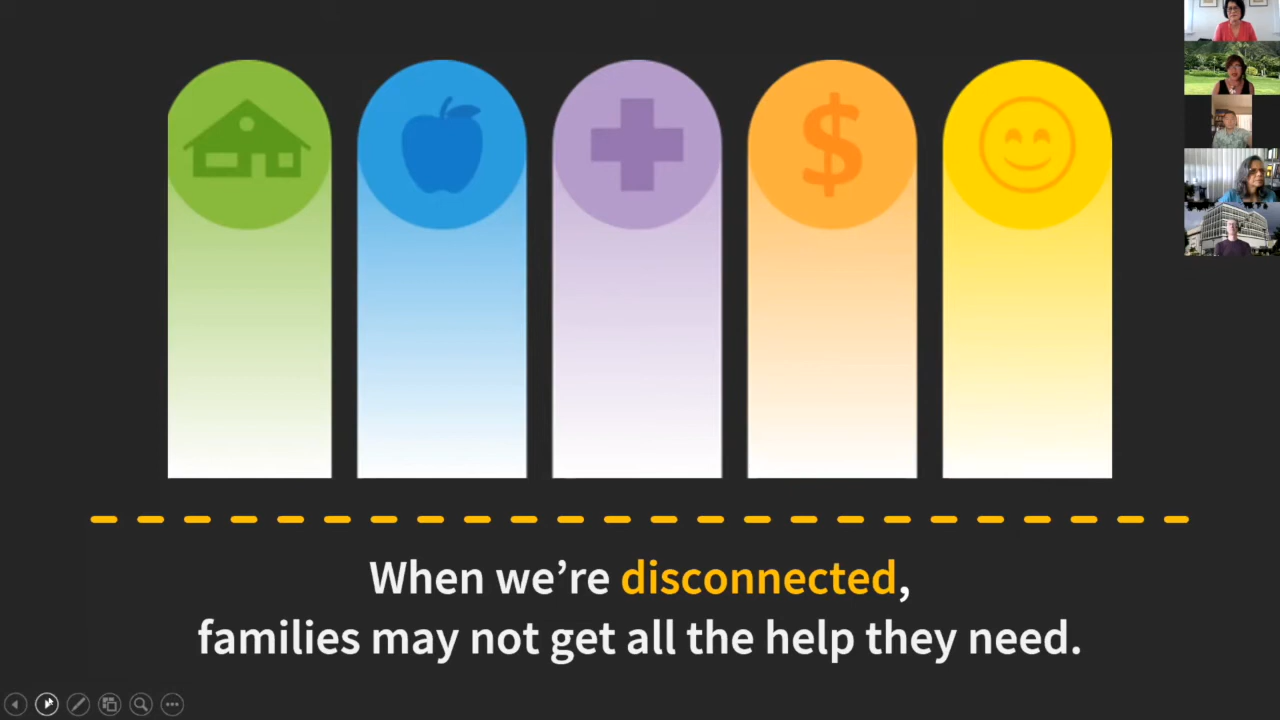 $
When we’re disconnected,
families may not get all the help they need.